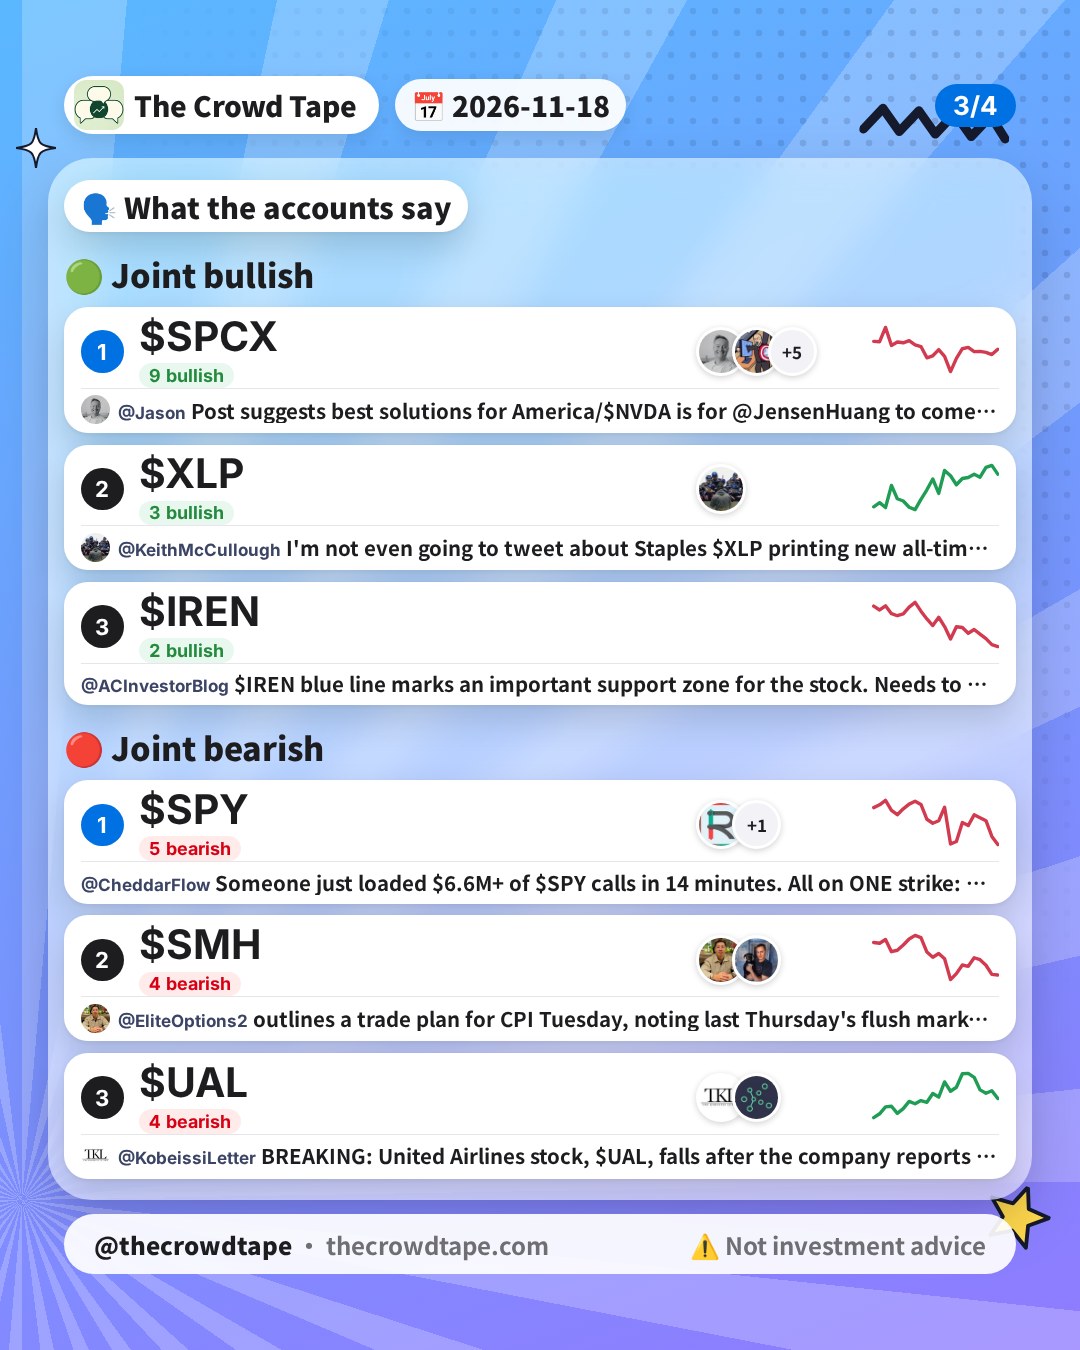 The Crowd Tape
July 17
2026-11-18
3/4
What the accounts say
Joint bullish
1
$SPCX
9 bullish
+5
@Jason Post suggests best solutions for America/$NVDA is for @JensenHuang to come⋯
2
$XLP
3 bullish
@KeithMcCullough I'm not even going to tweet about Staples $XLP printing new all-tim⋯
3
$IREN
2 bullish
@ACInvestorBlog $IREN blue line marks an important support zone for the stock. Needs to ⋯
Joint bearish
1
$SPY
5 bearish
R
+1
@CheddarFlow Someone just loaded $6.6M+ of $SPY calls in 14 minutes. All on ONE strike: ⋯
2
$SMH
4 bearish
@EliteOptions2 outlines a trade plan for CPI Tuesday, noting last Thursday's flush mark⋯
3
$UAL
4 bearish
TKL
TKL @KobeissiLetter BREAKING: United Airlines stock, $UAL, falls after the company reports ⋯
@thecrowdtape • thecrowdtape.com
Not investment advice